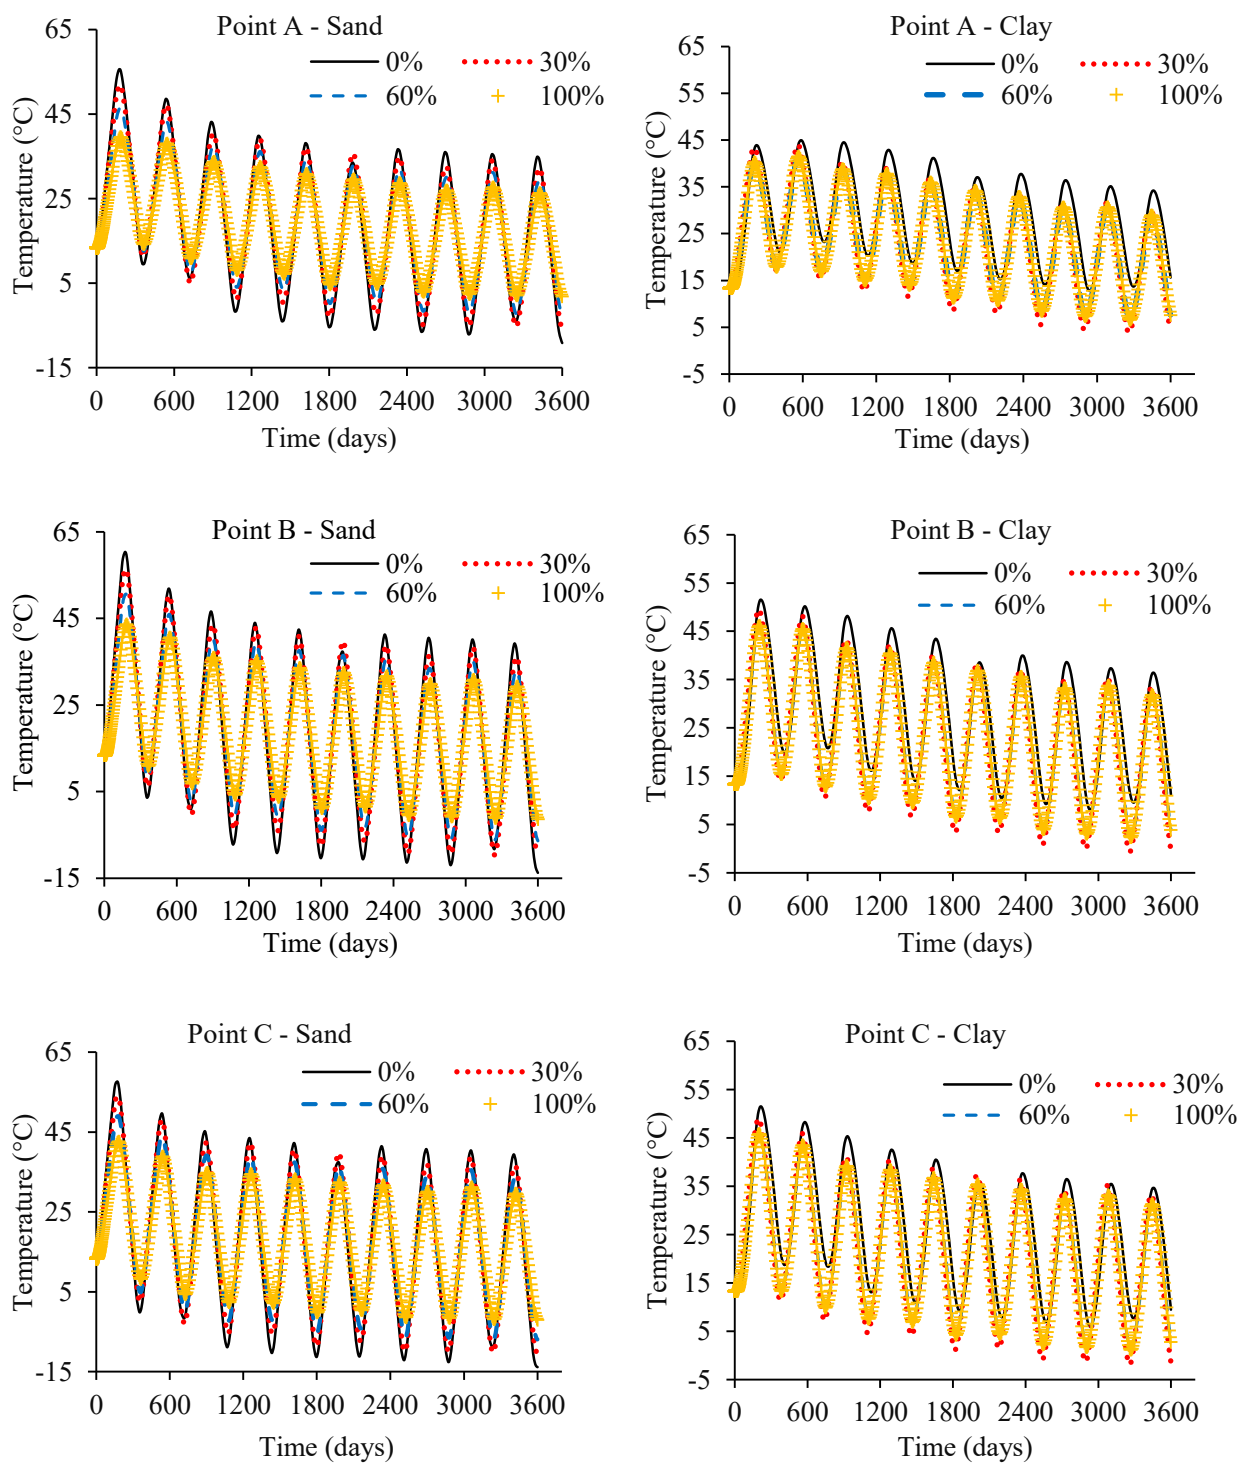 Point A - Sand
0% 30%
60% 100%
65
45
25
5
-15
Temperature (°C)
0 600 1200 1800 2400 3000 3600
Time (days)
Point A - Clay
0% 30%
60% 100%
65
55
45
35
25
15
5
-5
Temperature (°C)
0 600 1200 1800 2400 3000 3600
Time (days)
Point B - Sand
0% 30%
60% 100%
65
45
25
5
-15
Temperature (°C)
0 600 1200 1800 2400 3000 3600
Time (days)
Point B - Clay
0% 30%
60% 100%
65
55
45
35
25
15
5
-5
Temperature (°C)
0 600 1200 1800 2400 3000 3600
Time (days)
Point C - Sand
0% 30%
60% 100%
65
45
25
5
-15
Temperature (°C)
0 600 1200 1800 2400 3000 3600
Time (days)
Point C - Clay
0% 30%
60% 100%
65
55
45
35
25
15
5
-5
Temperature (°C)
0 600 1200 1800 2400 3000 3600
Time (days)